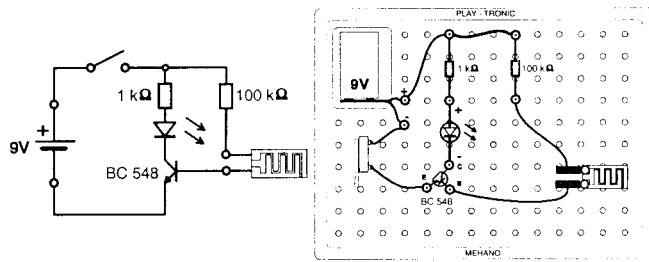 1 kΩ
100 kΩ
+
9V
BC 548
PLAY - TRONIC
9V
+
-
1 kΩ
100 kΩ
+
-
E
B
BC 548
MEHANO